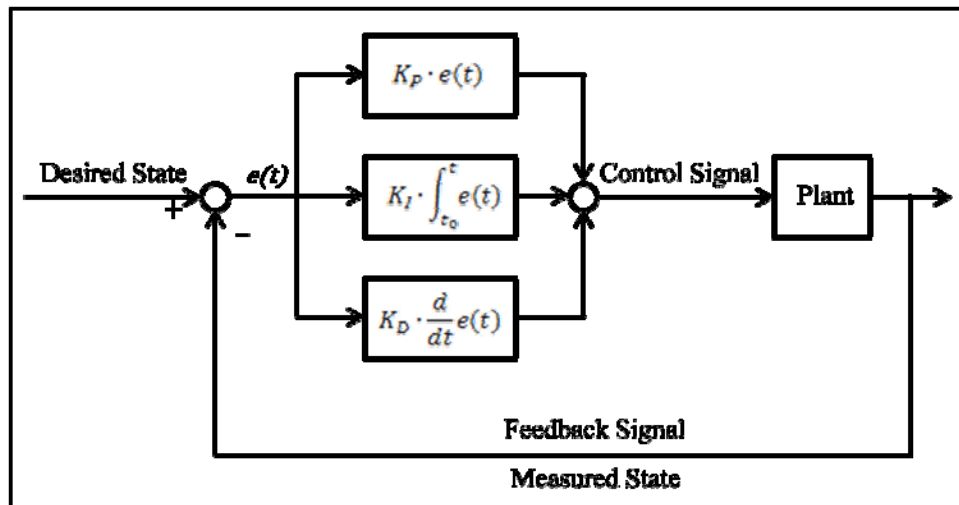 K_P · e(t)
Desired State
e(t)
Control Signal
Plant
+
−
K_I · ∫_{t_0}^{t} e(t)
K_D · d/dt e(t)
Feedback Signal
Measured State